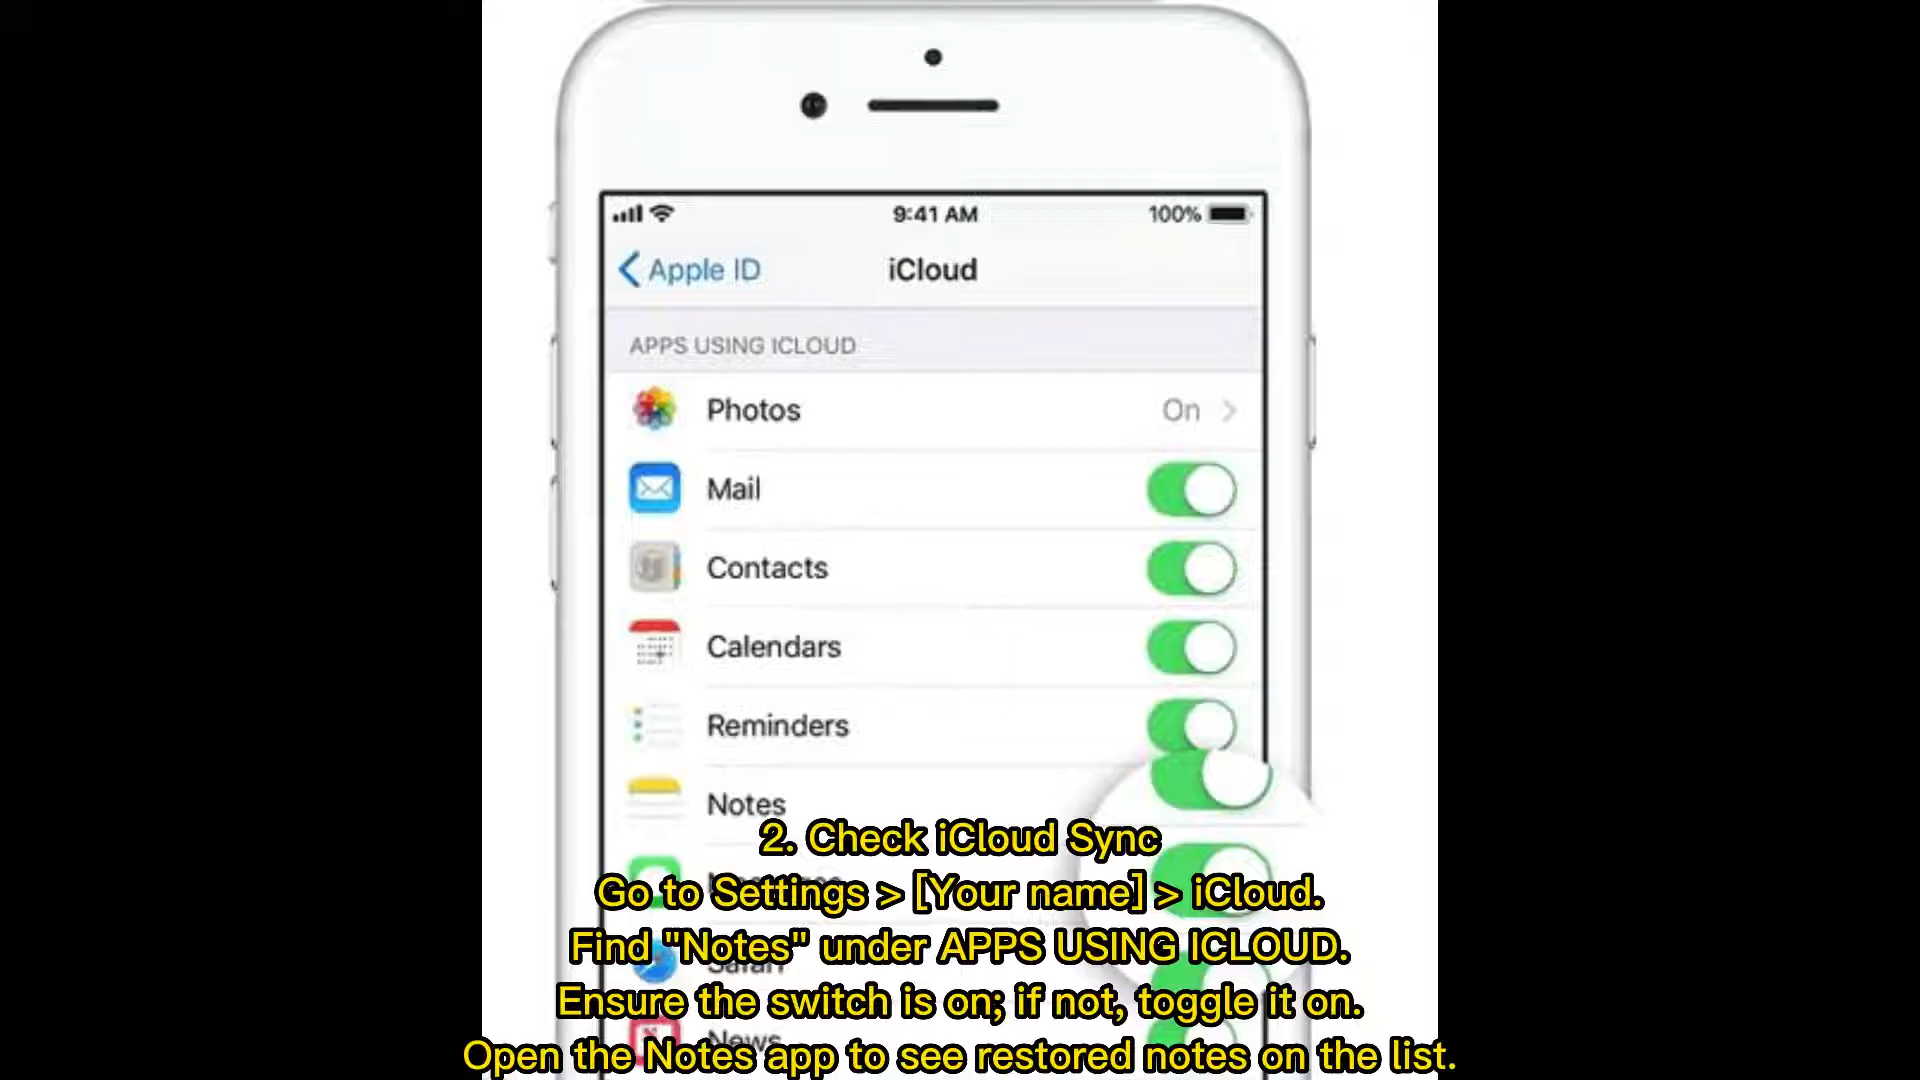 9:41 AM
100%
Apple ID
iCloud
APPS USING ICLOUD
Photos
On
Mail
Contacts
Calendars
Reminders
Notes
2. Check iCloud Sync
Go to Settings > [Your name] > iCloud.
Find "Notes" under APPS USING ICLOUD.
Safari
Ensure the switch is on; if not, toggle it on.
News
Open the Notes app to see restored notes on the list.